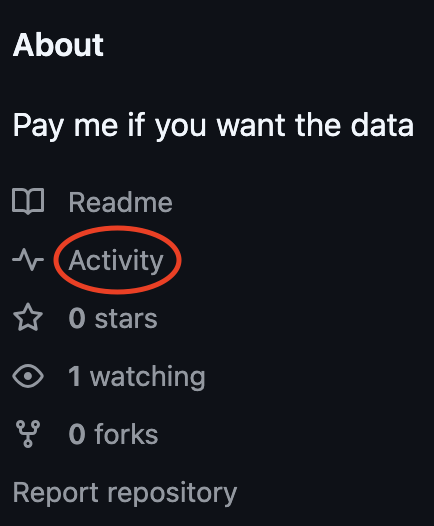 About
Pay me if you want the data
Readme
Activity
0 stars
1 watching
0 forks
Report repository